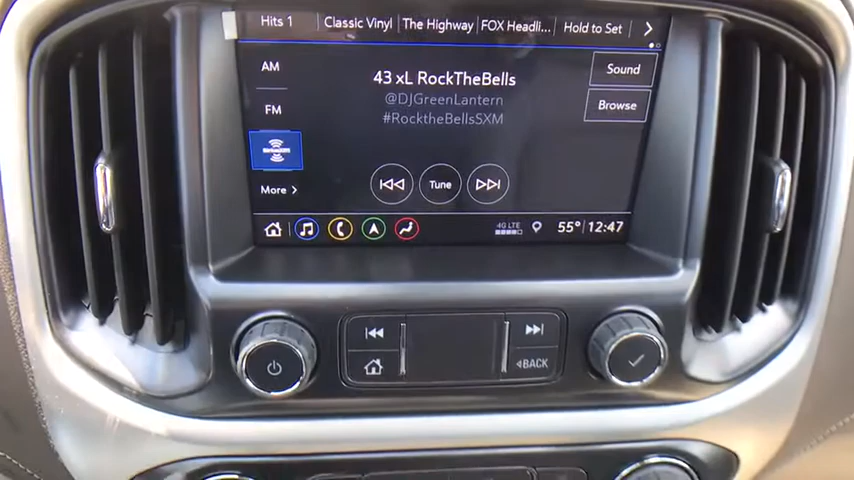 Hits 1 Classic Vinyl The Highway FOX Headli... Hold to Set
AM
43 xL RockTheBells
Sound
@DJGreenLantern
Browse
FM
#RocktheBellsSXM
SiriusXM
More
Tune
4G LTE
55° 12:47
BACK